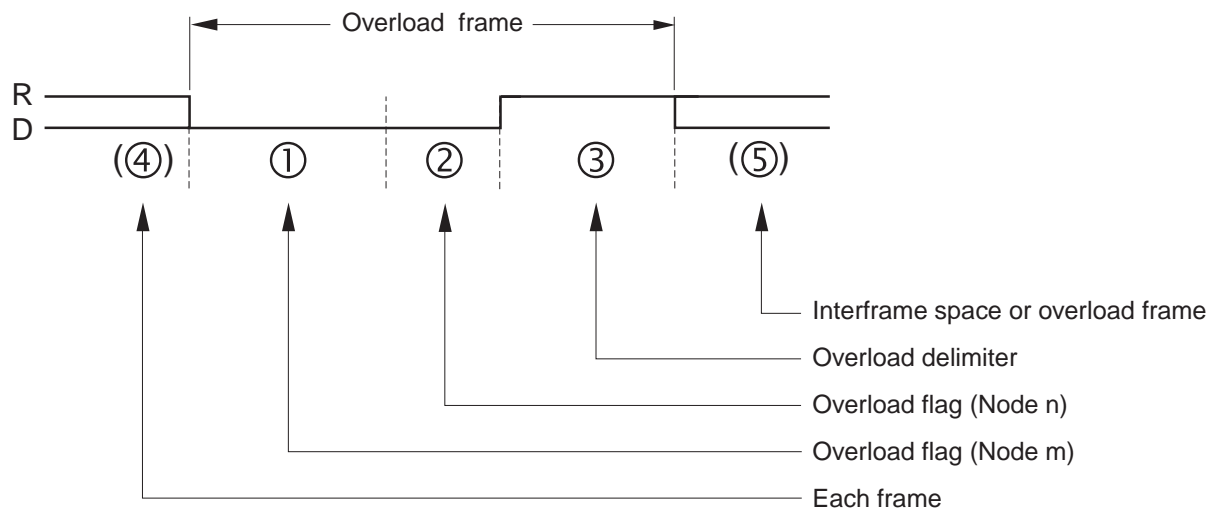 Overload frame
R
D
(④) ① ② ③ (⑤)
Interframe space or overload frame
Overload delimiter
Overload flag (Node n)
Overload flag (Node m)
Each frame